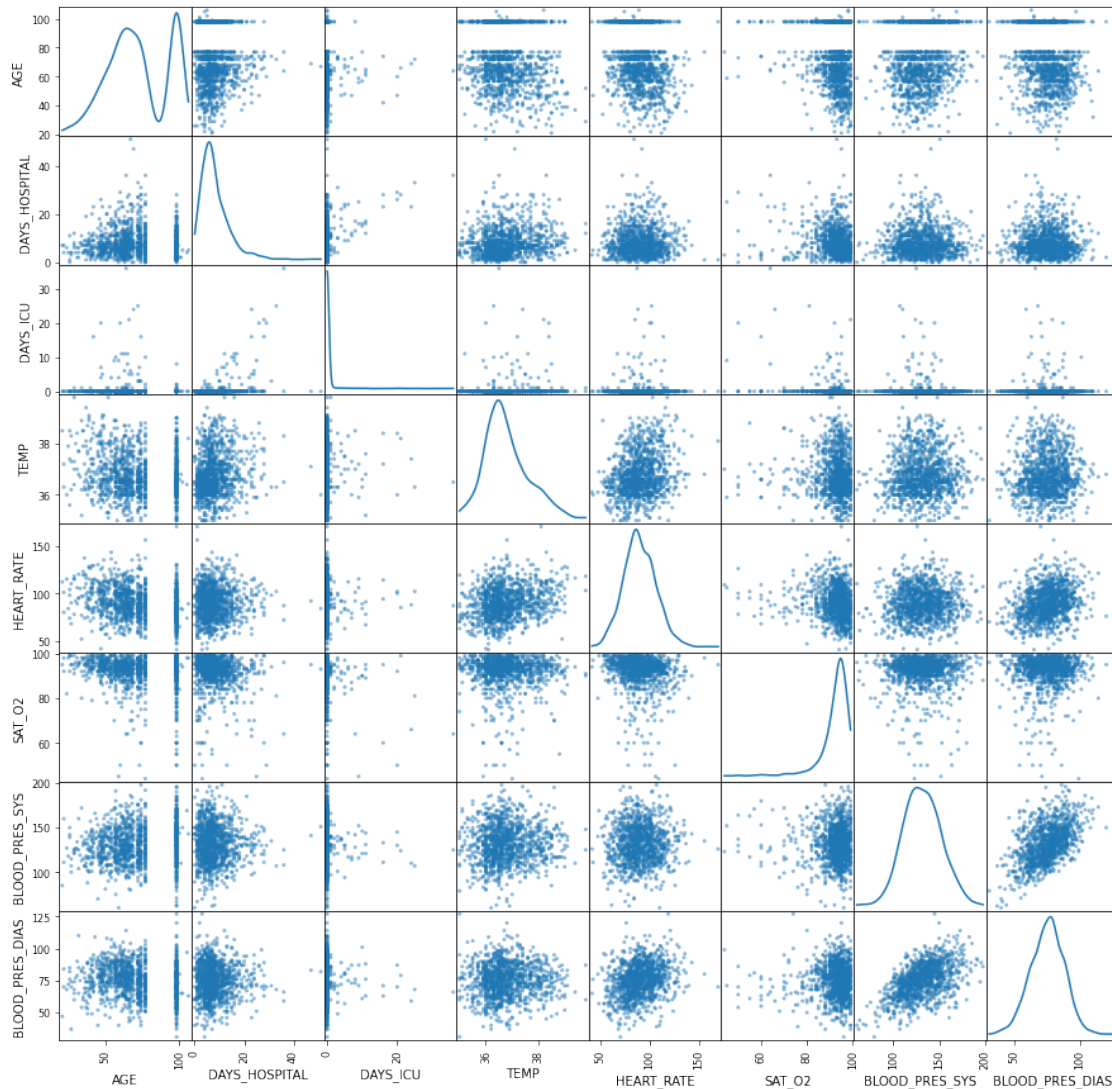 AGE
100
80
60
40
20
DAYS_HOSPITAL
40
20
0
DAYS_ICU
30
20
10
0
TEMP
38
36
HEART_RATE
150
100
50
SAT_O2
100
80
60
BLOOD_PRES_SYS
200
150
100
BLOOD_PRES_DIAS
125
100
75
50
50 100 0 20 40 0 20 36 38 50 100 150 60 80 100 100 150 200 50 100
AGE DAYS_HOSPITAL DAYS_ICU TEMP HEART_RATE SAT_O2 BLOOD_PRES_SYS BLOOD_PRES_DIAS